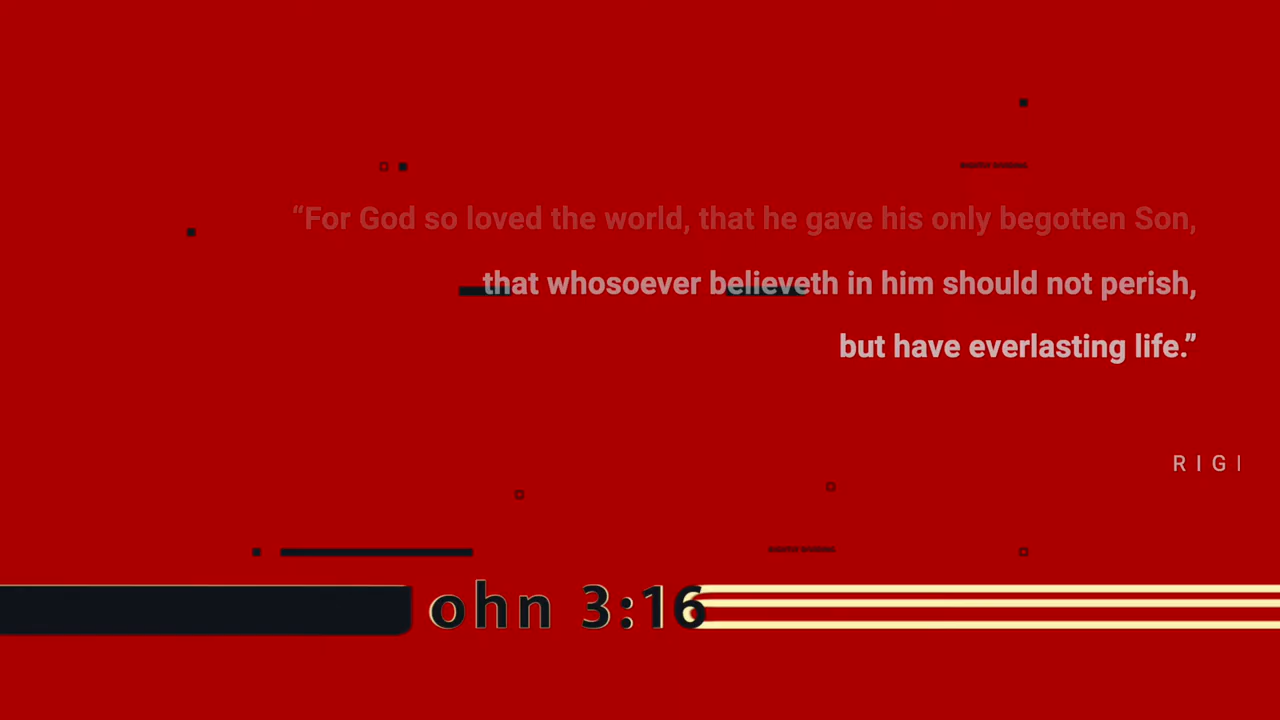 “For God so loved the world, that he gave his only begotten Son,
that whosoever believeth in him should not perish,
but have everlasting life.”
RIGI
ohn 3:16